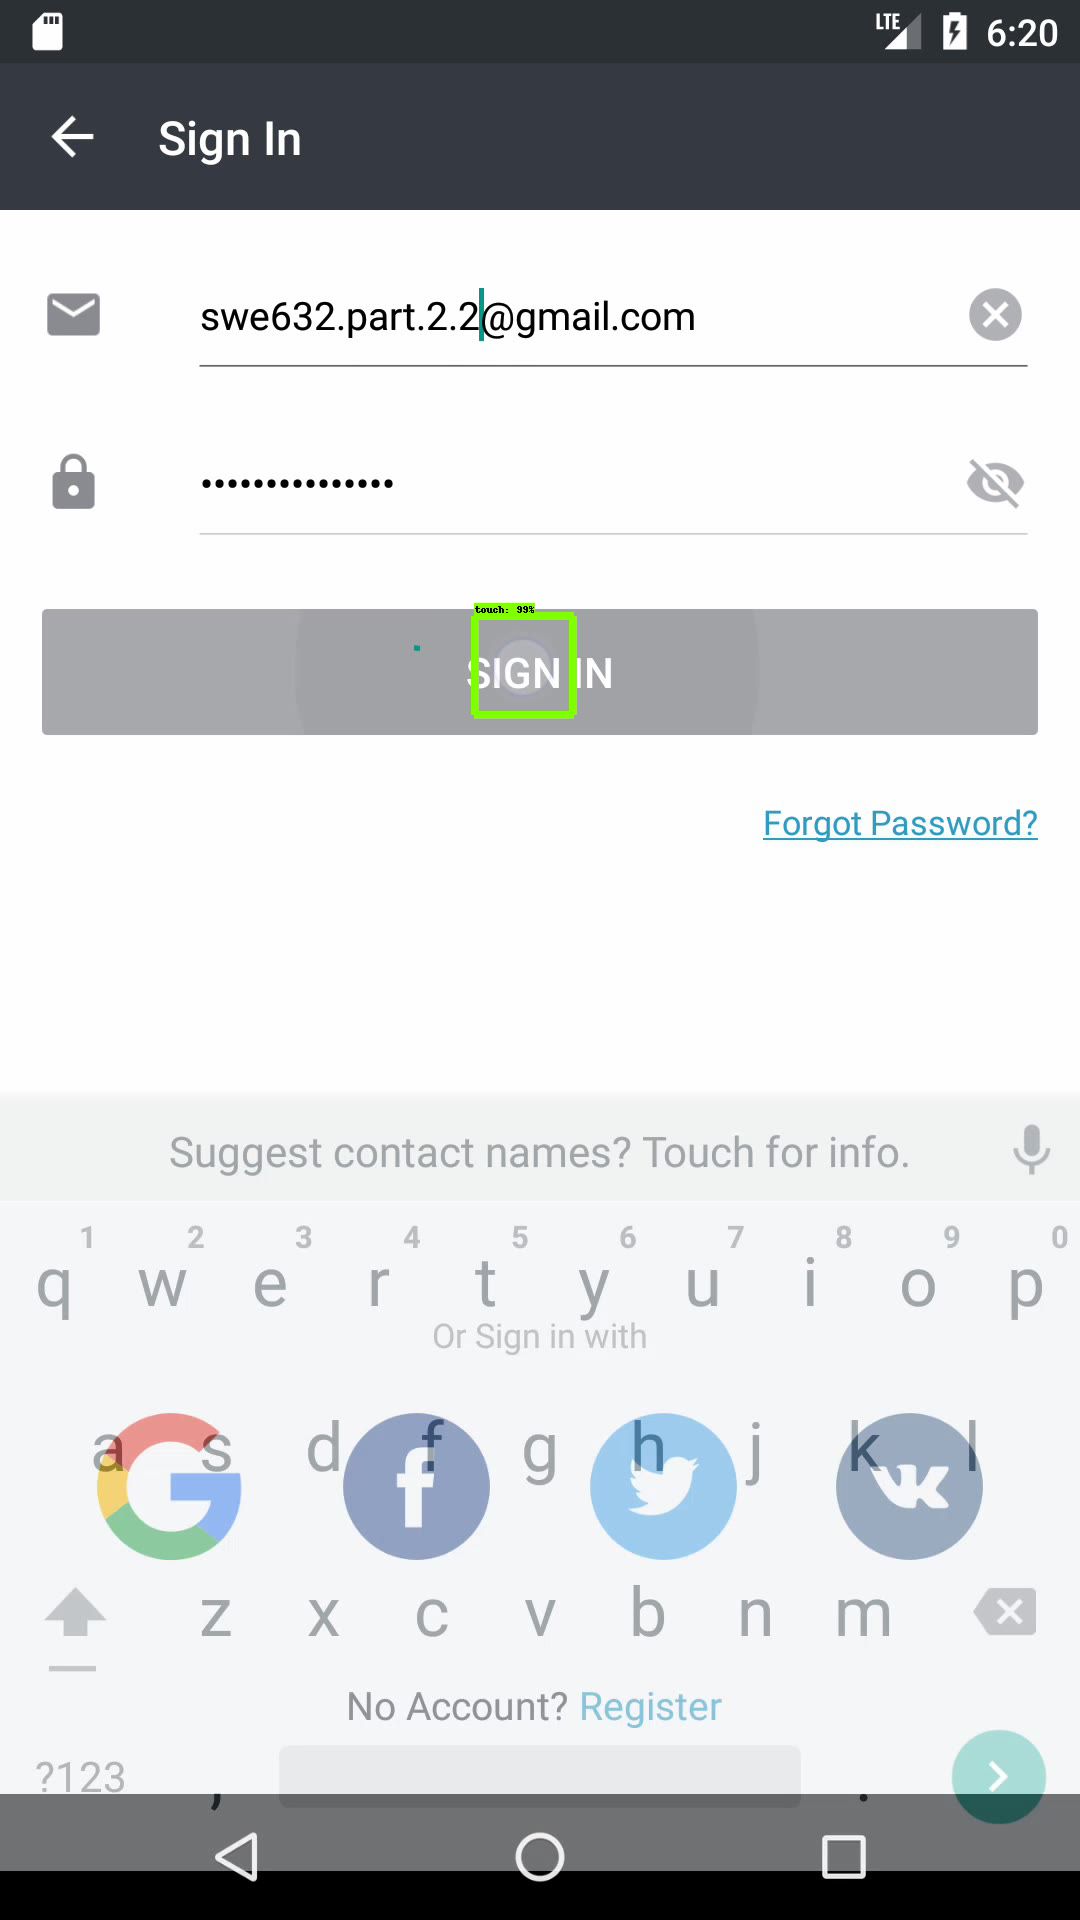 LTE 6:20
Sign In
swe632.part.2.2@gmail.com
•••••••••••••••
touch: 99%
SIGN IN
Forgot Password?
Suggest contact names? Touch for info.
1 2 3 4 5 6 7 8 9 0
q w e r t y u i o p
Or Sign in with
a s d f g h j k l
G f VK
z x c v b n m
No Account? Register
?123 , .